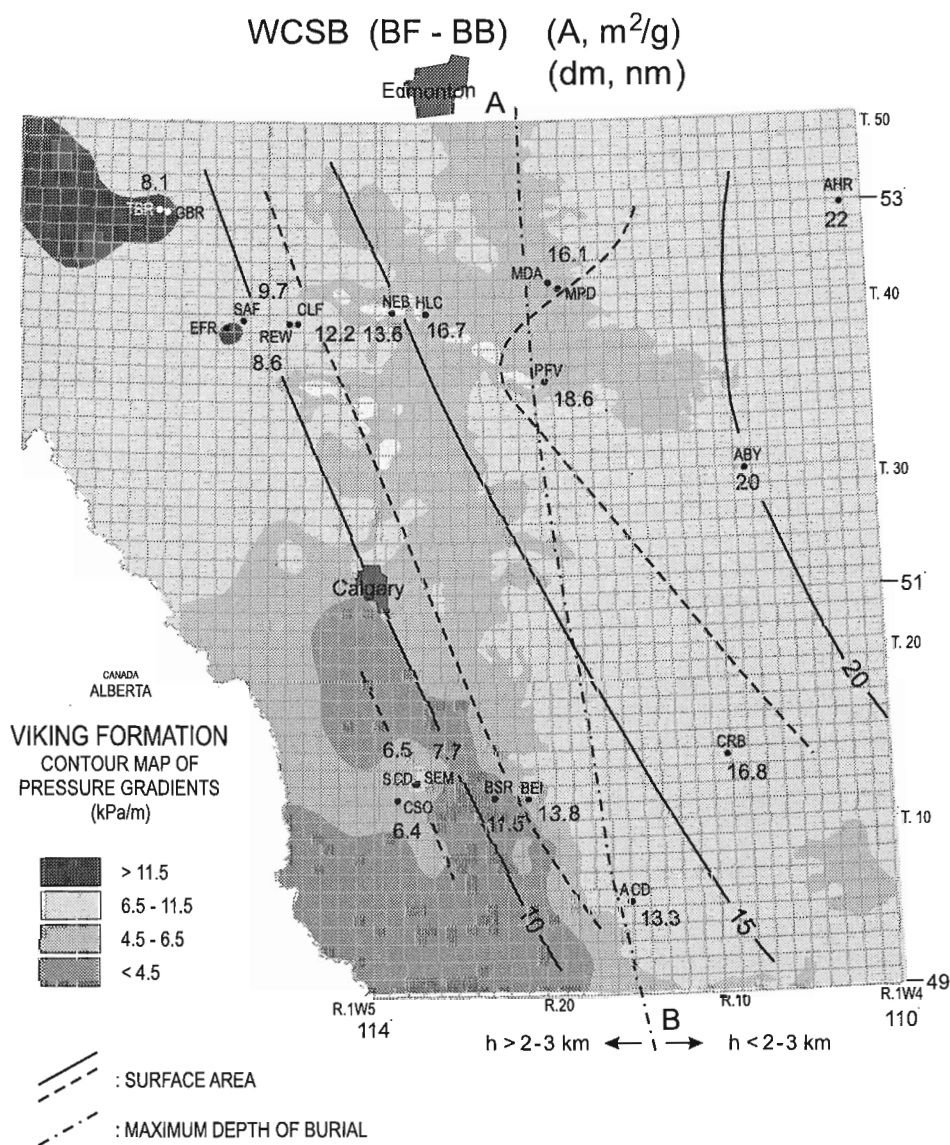 WCSB (BF - BB) (A, m²/g)
(dm, nm)
Edmonton
A
T. 50
8.1
AHR
53
TBR
GBR
22
16.1
MDA
MPD
T. 40
9.7
SAF
CLF
NEB HLC
EFR
REW
12.2
13.6
16.7
8.6
PFV
18.6
ABY
20
T. 30
Calgary
51
T. 20
20
CANADA
ALBERTA
VIKING FORMATION
CONTOUR MAP OF
PRESSURE GRADIENTS
(kPa/m)
6.5
7.7
CRB
16.8
SCD
SEM
BSR
BEI
CSO
11.5
13.8
6.4
T. 10
> 11.5
6.5 - 11.5
4.5 - 6.5
< 4.5
ACD
13.3
10
15
49
R.1W5
R.20
R.10
R.1W4
114
B
110
h > 2-3 km
h < 2-3 km
: SURFACE AREA
: MAXIMUM DEPTH OF BURIAL